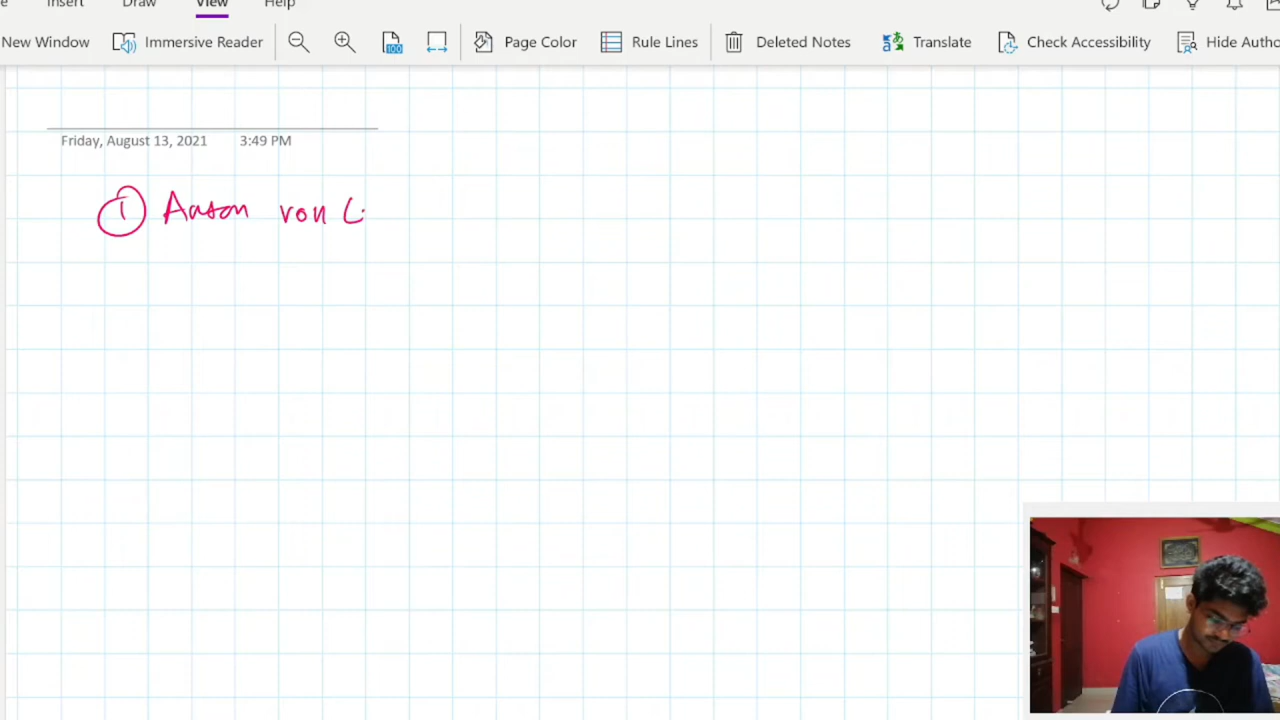 Insert Draw View Help
New Window Immersive Reader 100 Page Color Rule Lines Deleted Notes Translate Check Accessibility Hide Autho
Friday, August 13, 2021 3:49 PM
① Anton von L